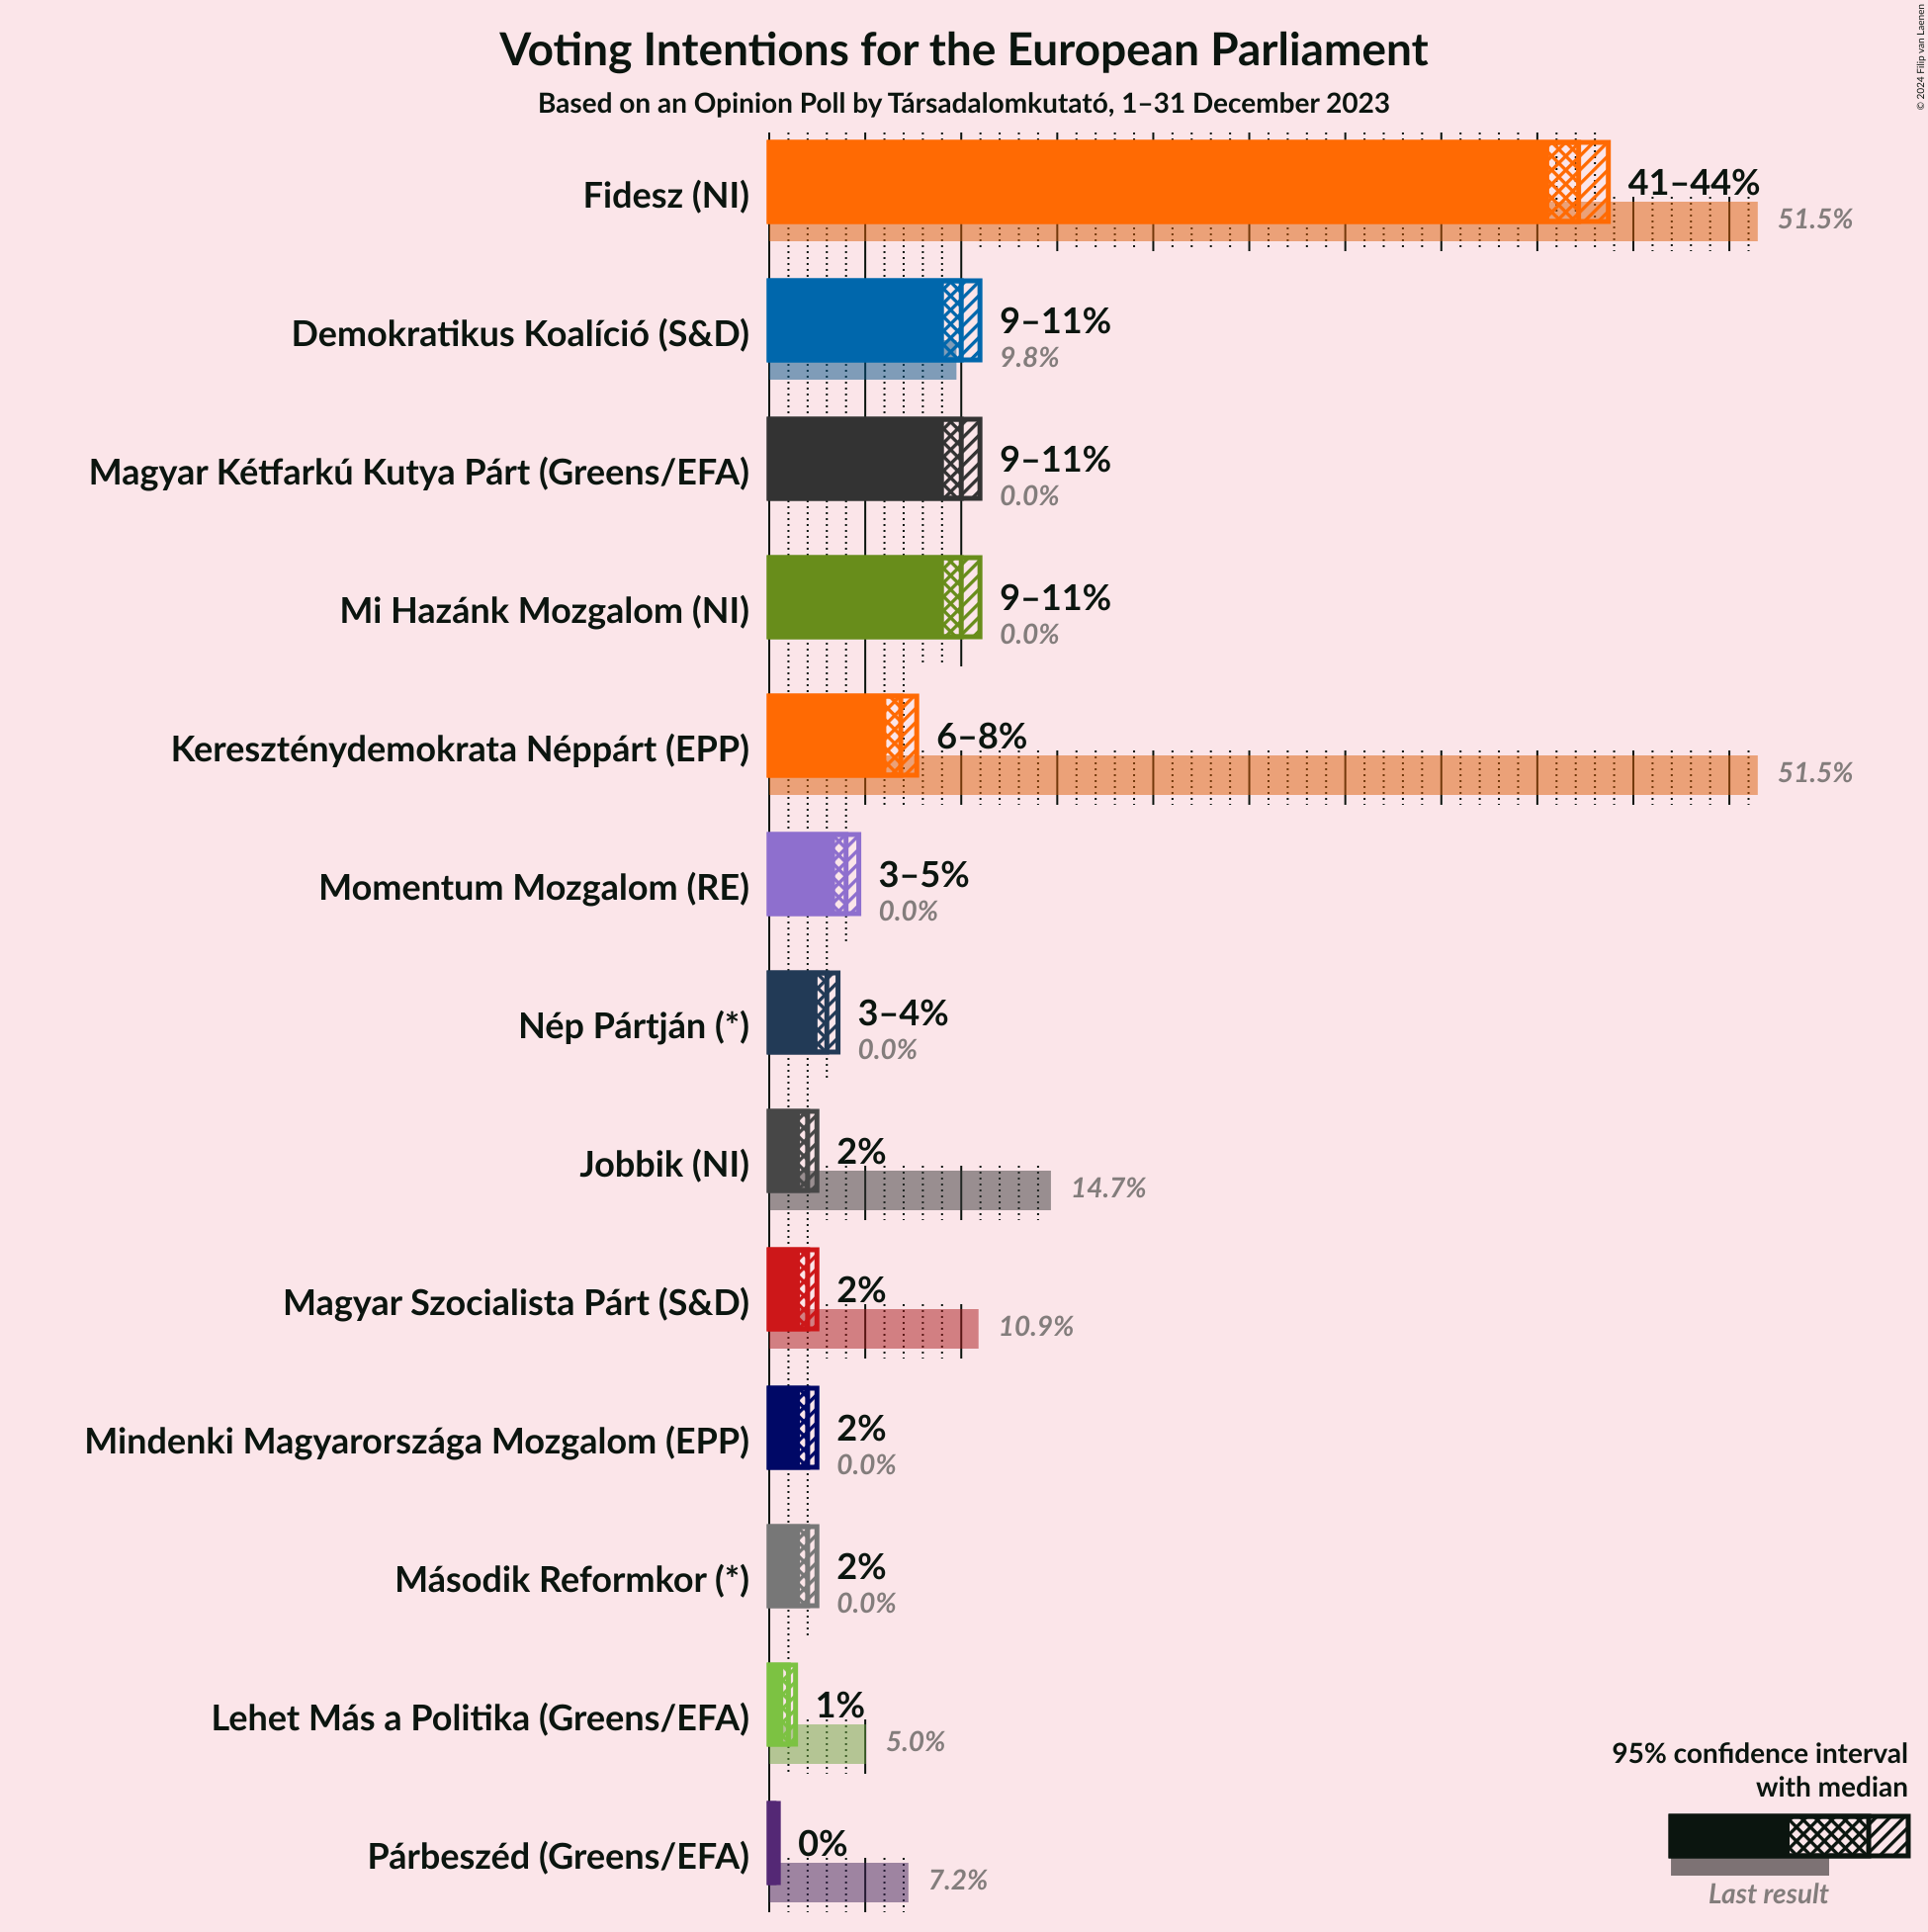 Voting Intentions for the European Parliament
Based on an Opinion Poll by Társadalomkutató, 1–31 December 2023
© 2024 Filip van Laenen
Fidesz (NI)
41–44%
51.5%
Demokratikus Koalíció (S&D)
9–11%
9.8%
Magyar Kétfarkú Kutya Párt (Greens/EFA)
9–11%
0.0%
Mi Hazánk Mozgalom (NI)
9–11%
0.0%
Kereszténydemokrata Néppárt (EPP)
6–8%
51.5%
Momentum Mozgalom (RE)
3–5%
0.0%
Nép Pártján (*)
3–4%
0.0%
Jobbik (NI)
2%
14.7%
Magyar Szocialista Párt (S&D)
2%
10.9%
Mindenki Magyarországa Mozgalom (EPP)
2%
0.0%
Második Reformkor (*)
2%
0.0%
Lehet Más a Politika (Greens/EFA)
1%
5.0%
Párbeszéd (Greens/EFA)
0%
7.2%
95% confidence interval
with median
Last result